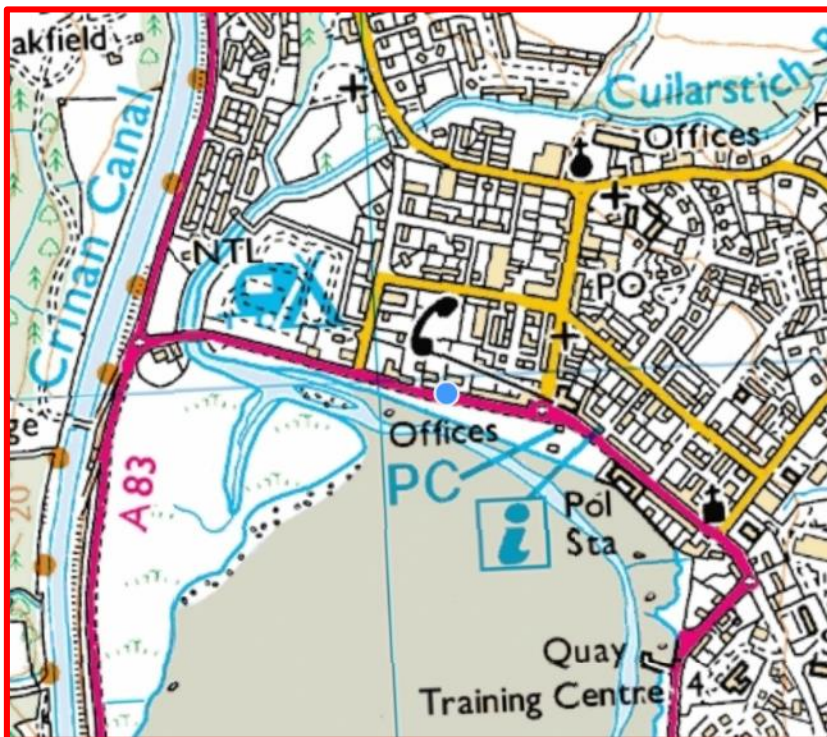 akfield
Cuilarstich
Offices
F
Crinan Canal
NTL
PO
ge
Offices
A 83
PC
i
Pol
Sta
20
Quay
Training Centre
4